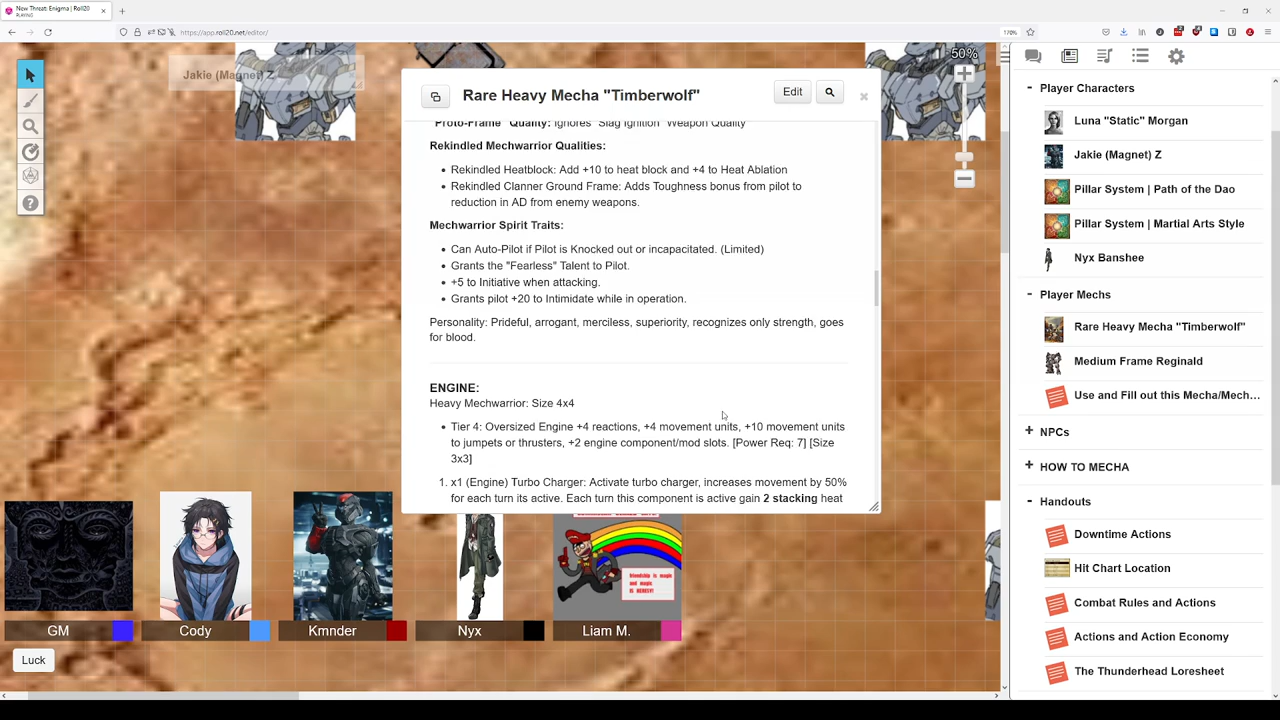 New Threat: Enigma | Roll20
PLAYING
https://app.roll20.net/editor/
170%
Jakie (Magnet) Z
50%
Rare Heavy Mecha "Timberwolf"
Edit
"Proto-Frame" Quality: Ignores "Slag Ignition" Weapon Quality
Rekindled Mechwarrior Qualities:
Rekindled Heatblock: Add +10 to heat block and +4 to Heat Ablation
Rekindled Clanner Ground Frame: Adds Toughness bonus from pilot to
reduction in AD from enemy weapons.
Mechwarrior Spirit Traits:
Can Auto-Pilot if Pilot is Knocked out or incapacitated. (Limited)
Grants the "Fearless" Talent to Pilot.
+5 to Initiative when attacking.
Grants pilot +20 to Intimidate while in operation.
Personality: Prideful, arrogant, merciless, superiority, recognizes only strength, goes
for blood.
ENGINE:
Heavy Mechwarrior: Size 4x4
Tier 4: Oversized Engine +4 reactions, +4 movement units, +10 movement units
to jumpets or thrusters, +2 engine component/mod slots. [Power Req: 7] [Size
3x3]
1. x1 (Engine) Turbo Charger: Activate turbo charger, increases movement by 50%
for each turn its active. Each turn this component is active gain 2 stacking heat
Player Characters
Luna "Static" Morgan
Jakie (Magnet) Z
Pillar System | Path of the Dao
Pillar System | Martial Arts Style
Nyx Banshee
Player Mechs
Rare Heavy Mecha "Timberwolf"
Medium Frame Reginald
Use and Fill out this Mecha/Mech...
NPCs
HOW TO MECHA
Handouts
Downtime Actions
Hit Chart Location
Combat Rules and Actions
Actions and Action Economy
The Thunderhead Loresheet
friendship is
magic
and magic
IS HERESY!
GM
Cody
Kmnder
Nyx
Liam M.
Luck